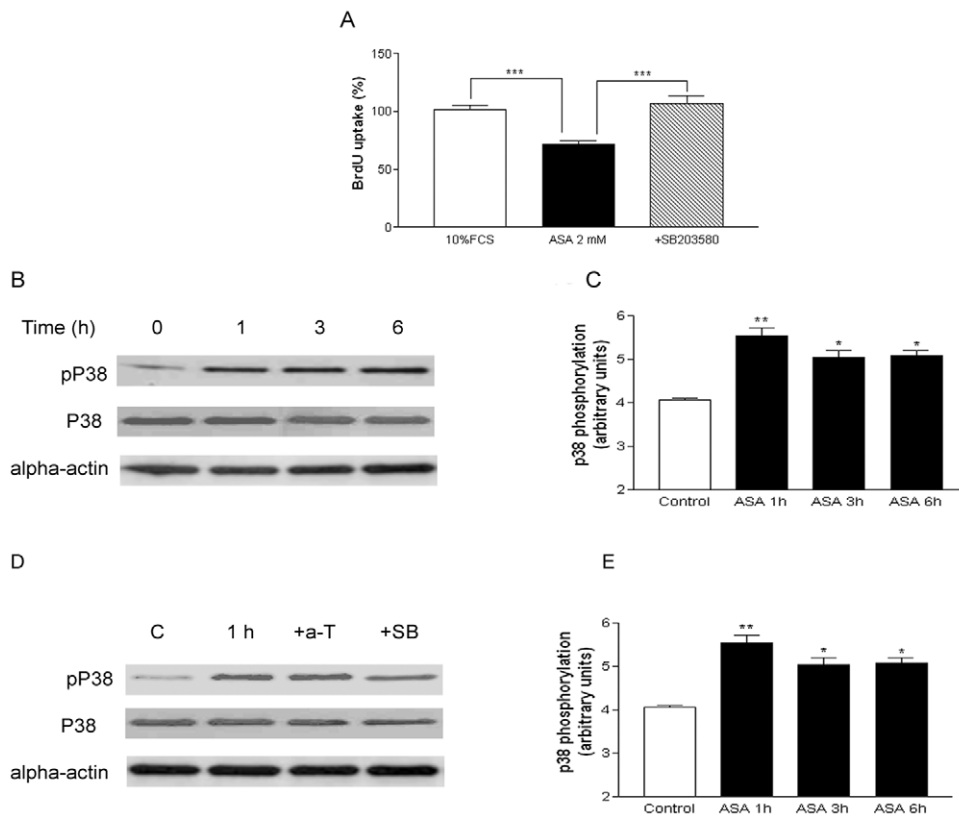 A
BrdU uptake (%)
150
100
50
0
***
***
10%FCS
ASA 2 mM
+SB203580
B
Time (h) 0 1 3 6
pP38
P38
alpha-actin
C
p38 phosphorylation
(arbitrary units)
6
5
4
3
2
**
*
*
Control
ASA 1h
ASA 3h
ASA 6h
D
C 1 h +a-T +SB
pP38
P38
alpha-actin
E
p38 phosphorylation
(arbitrary units)
6
5
4
3
2
**
*
*
Control
ASA 1h
ASA 3h
ASA 6h